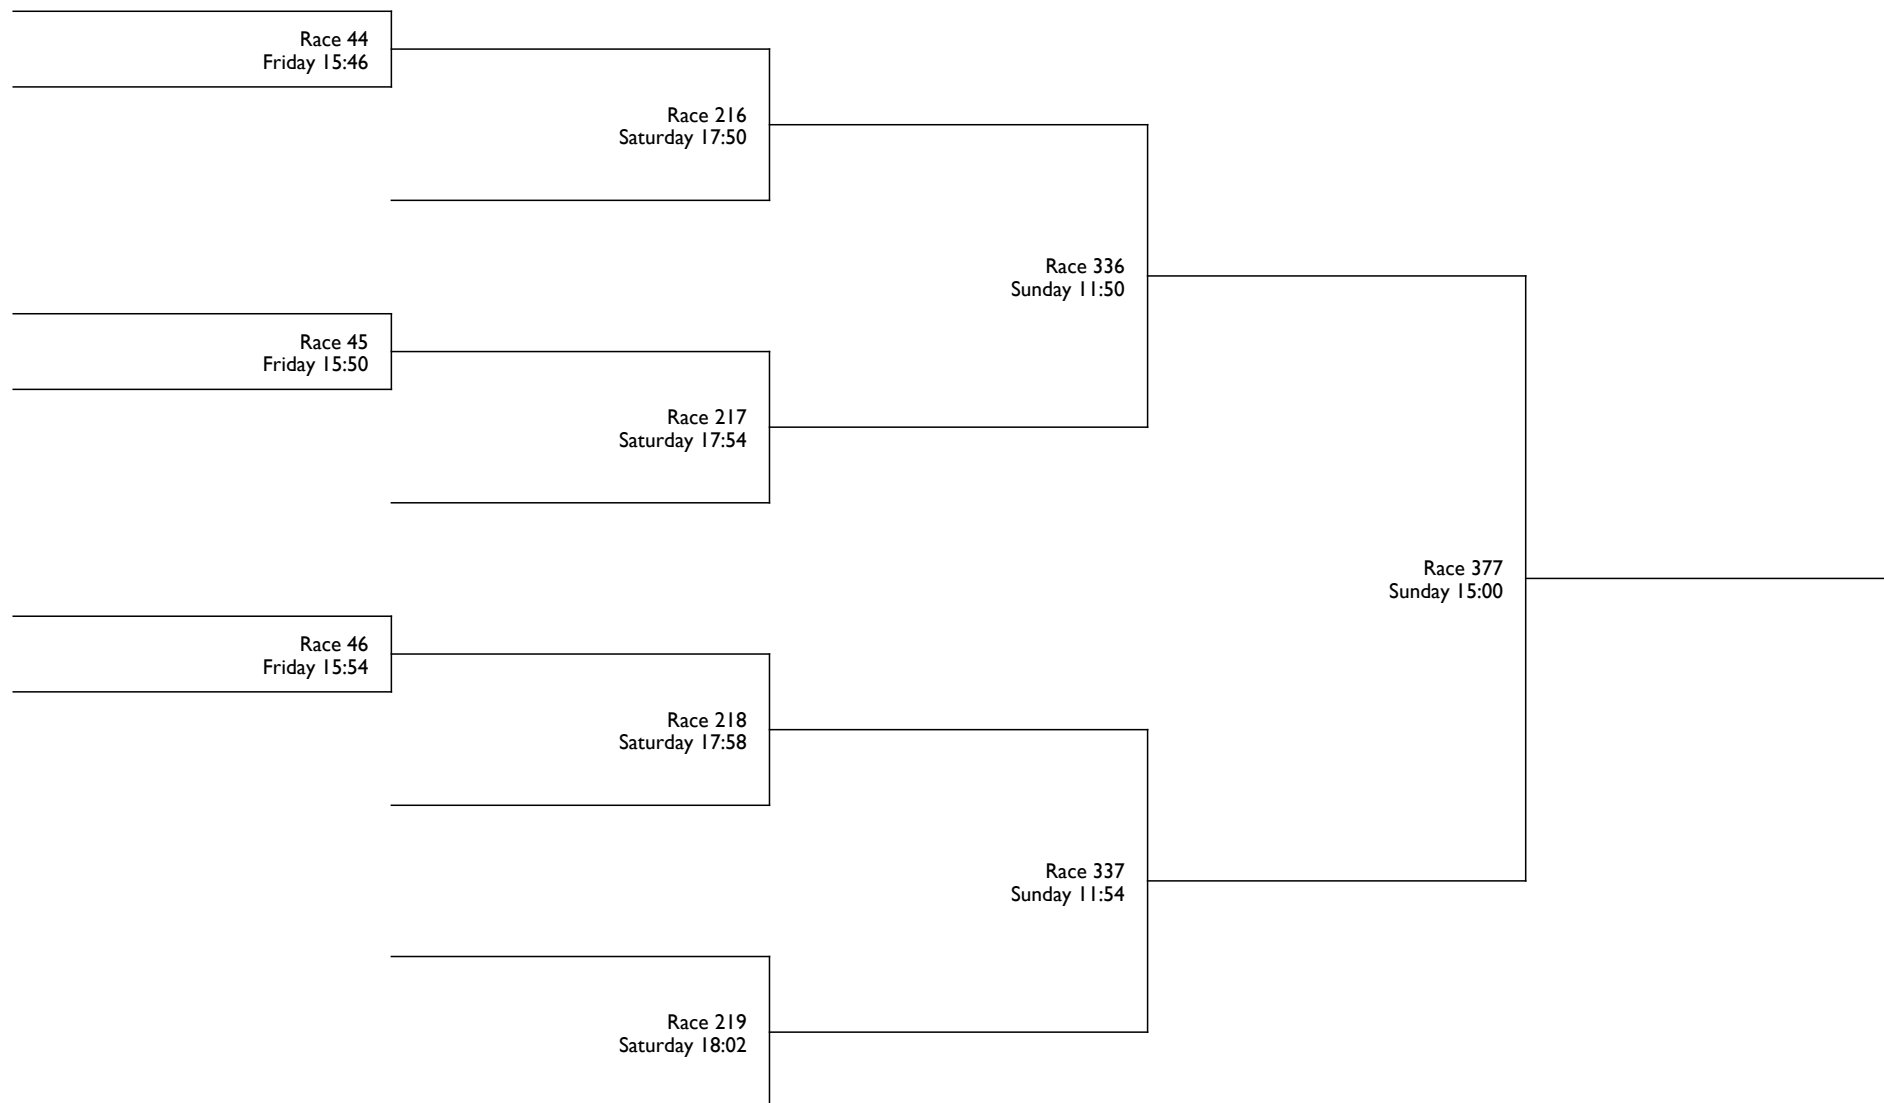 Race 44
Friday 15:46
Race 216
Saturday 17:50
Race 336
Sunday 11:50
Race 45
Friday 15:50
Race 217
Saturday 17:54
Race 377
Sunday 15:00
Race 46
Friday 15:54
Race 218
Saturday 17:58
Race 337
Sunday 11:54
Race 219
Saturday 18:02